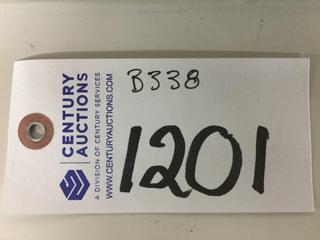 B338
1201
CENTURY
AUCTIONS
A DIVISION OF CENTURY SERVICES
WWW.CENTURYAUCTIONS.COM